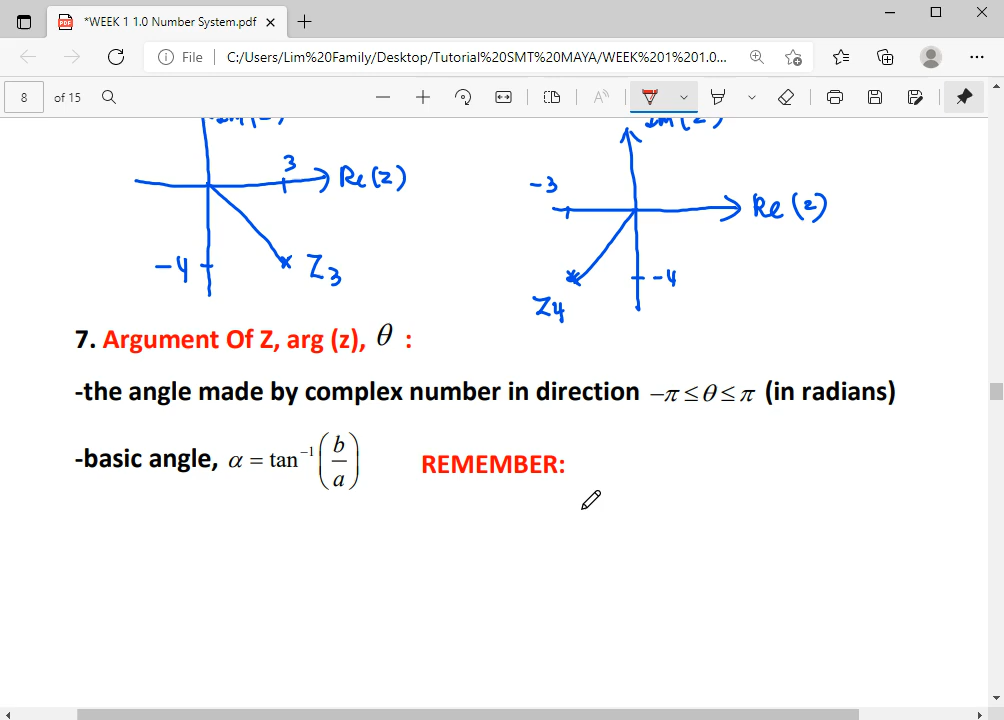 *WEEK 1 1.0 Number System.pdf
File C:/Users/Lim%20Family/Desktop/Tutorial%20SMT%20MAYA/WEEK%201%201.0...
8 of 15
3
Re(z)
-4
Z3
-3
Re(z)
-4
Z4
7. Argument Of Z, arg (z), θ :
-the angle made by complex number in direction −π ≤ θ ≤ π (in radians)
-basic angle, α = tan⁻¹(b/a) REMEMBER: